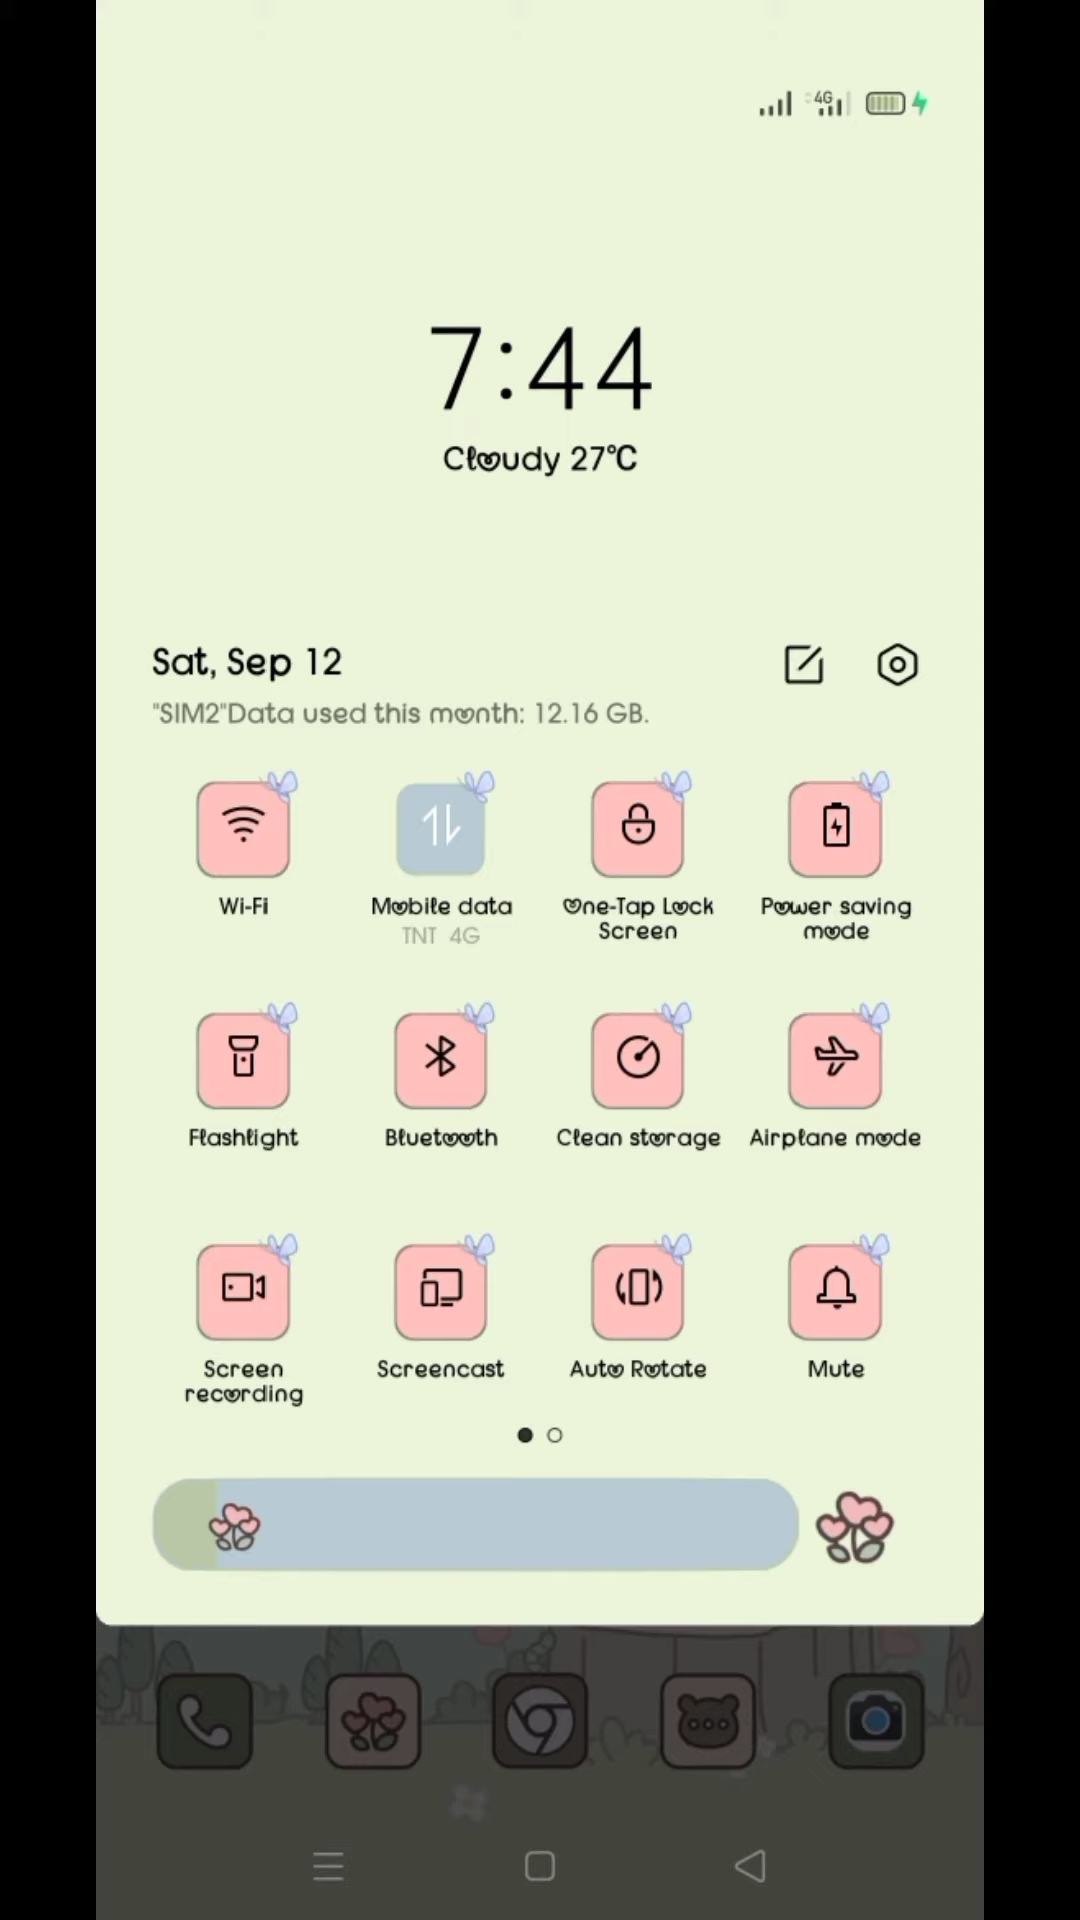 4G
7:44
Cloudy 27°C
Sat, Sep 12
"SIM2"Data used this month: 12.16 GB.
Wi-Fi
Mobile data
TNT 4G
One-Tap Lock
Screen
Power saving
mode
Flashlight
Bluetooth
Clean storage
Airplane mode
Screen
recording
Screencast
Auto Rotate
Mute